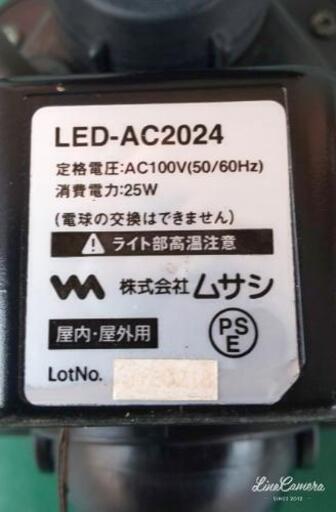 LED-AC2024
定格電圧:AC100V(50/60Hz)
消費電力:25W
(電球の交換はできません)
ライト部高温注意
株式会社 ムサシ
屋内・屋外用
PS
E
LotNo.
LineCamera
SINCE 2012